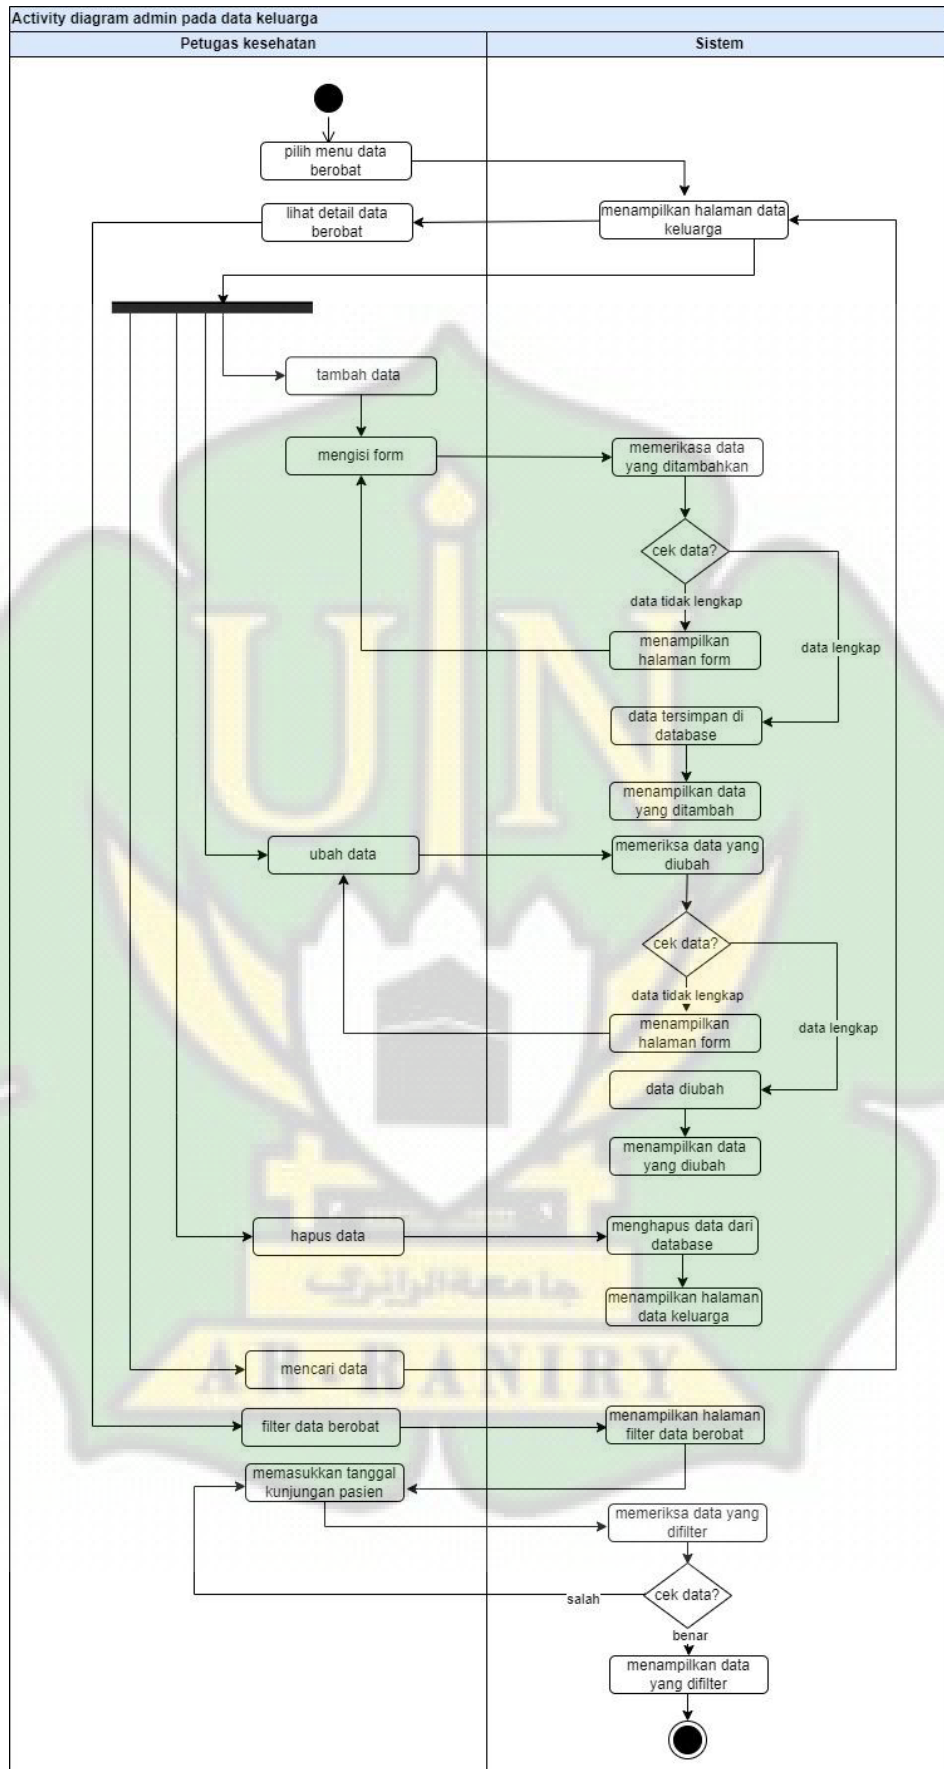 Activity diagram admin pada data keluarga
Petugas kesehatan
Sistem
pilih menu data
berobat
lihat detail data
berobat
menampilkan halaman data
keluarga
tambah data
mengisi form
memerikasa data
yang ditambahkan
cek data?
data tidak lengkap
menampilkan
halaman form
data lengkap
data tersimpan di
database
menampilkan data
yang ditambah
ubah data
memeriksa data yang
diubah
cek data?
data tidak lengkap
menampilkan
halaman form
data lengkap
data diubah
menampilkan data
yang diubah
hapus data
menghapus data dari
database
menampilkan halaman
data keluarga
mencari data
filter data berobat
menampilkan halaman
filter data berobat
memasukkan tanggal
kunjungan pasien
memeriksa data yang
difilter
cek data?
salah
benar
menampilkan data
yang difilter
UIN
جامعة الرانري
AR-RANIRY